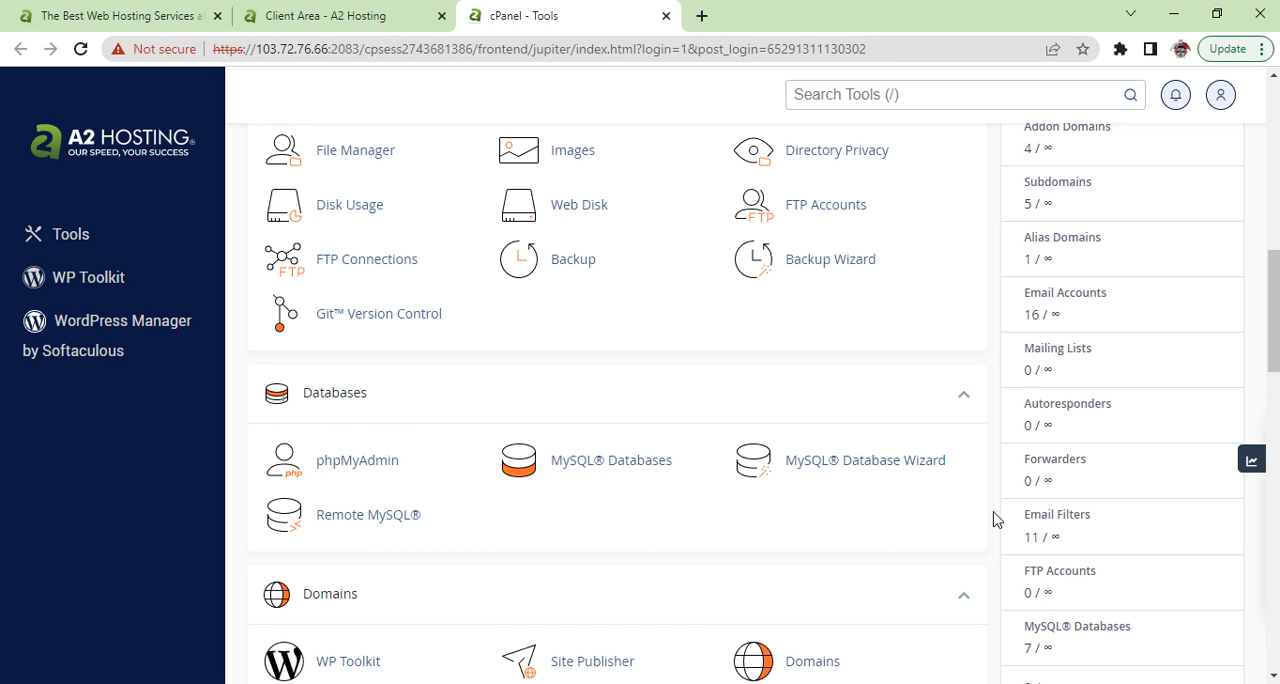 The Best Web Hosting Services a
Client Area - A2 Hosting
cPanel - Tools
Not secure
https://103.72.76.66:2083/cpsess2743681386/frontend/jupiter/index.html?login=1&post_login=65291311130302
Update
A2 HOSTING®
OUR SPEED, YOUR SUCCESS
Search Tools (/)
Tools
WP Toolkit
WordPress Manager
by Softaculous
File Manager
Images
Directory Privacy
Disk Usage
Web Disk
FTP
FTP Accounts
FTP
FTP Connections
Backup
Backup Wizard
Git™ Version Control
Databases
php
phpMyAdmin
MySQL® Databases
MySQL® Database Wizard
Remote MySQL®
Domains
WP Toolkit
Site Publisher
Domains
Addon Domains
4 / ∞
Subdomains
5 / ∞
Alias Domains
1 / ∞
Email Accounts
16 / ∞
Mailing Lists
0 / ∞
Autoresponders
0 / ∞
Forwarders
0 / ∞
Email Filters
11 / ∞
FTP Accounts
0 / ∞
MySQL® Databases
7 / ∞